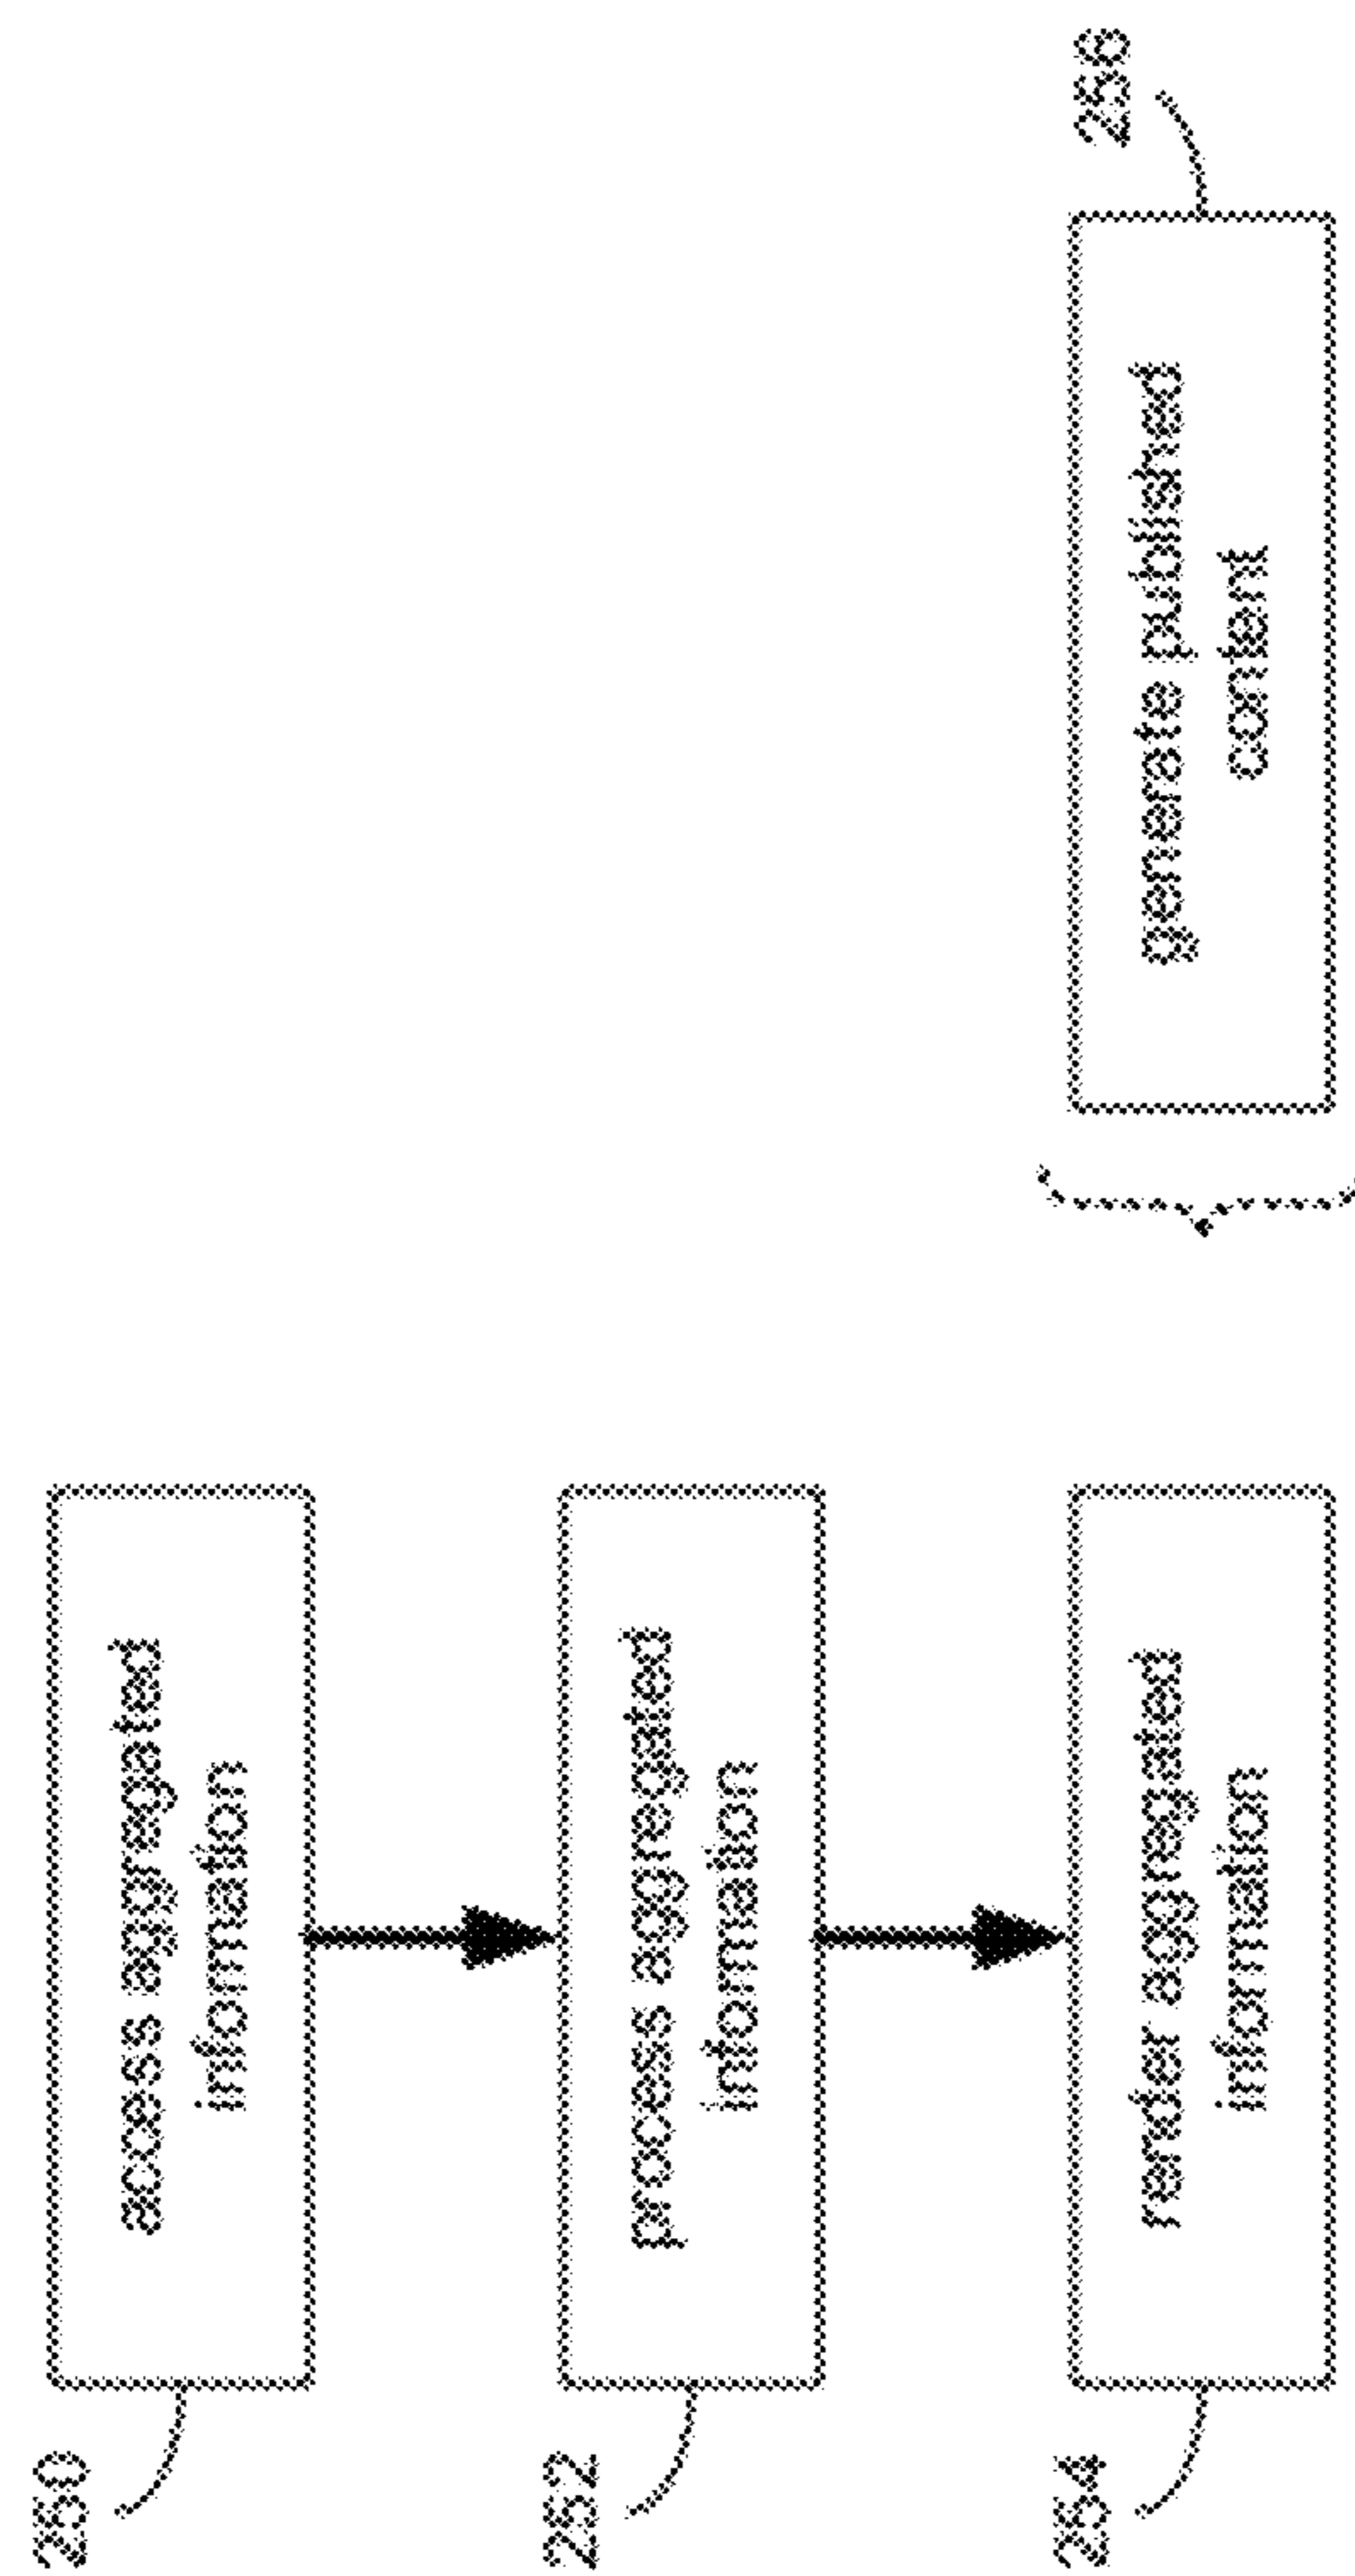 250
access aggregated
information
252
process aggregated
information
254
render aggregated
information
256
generate published
content